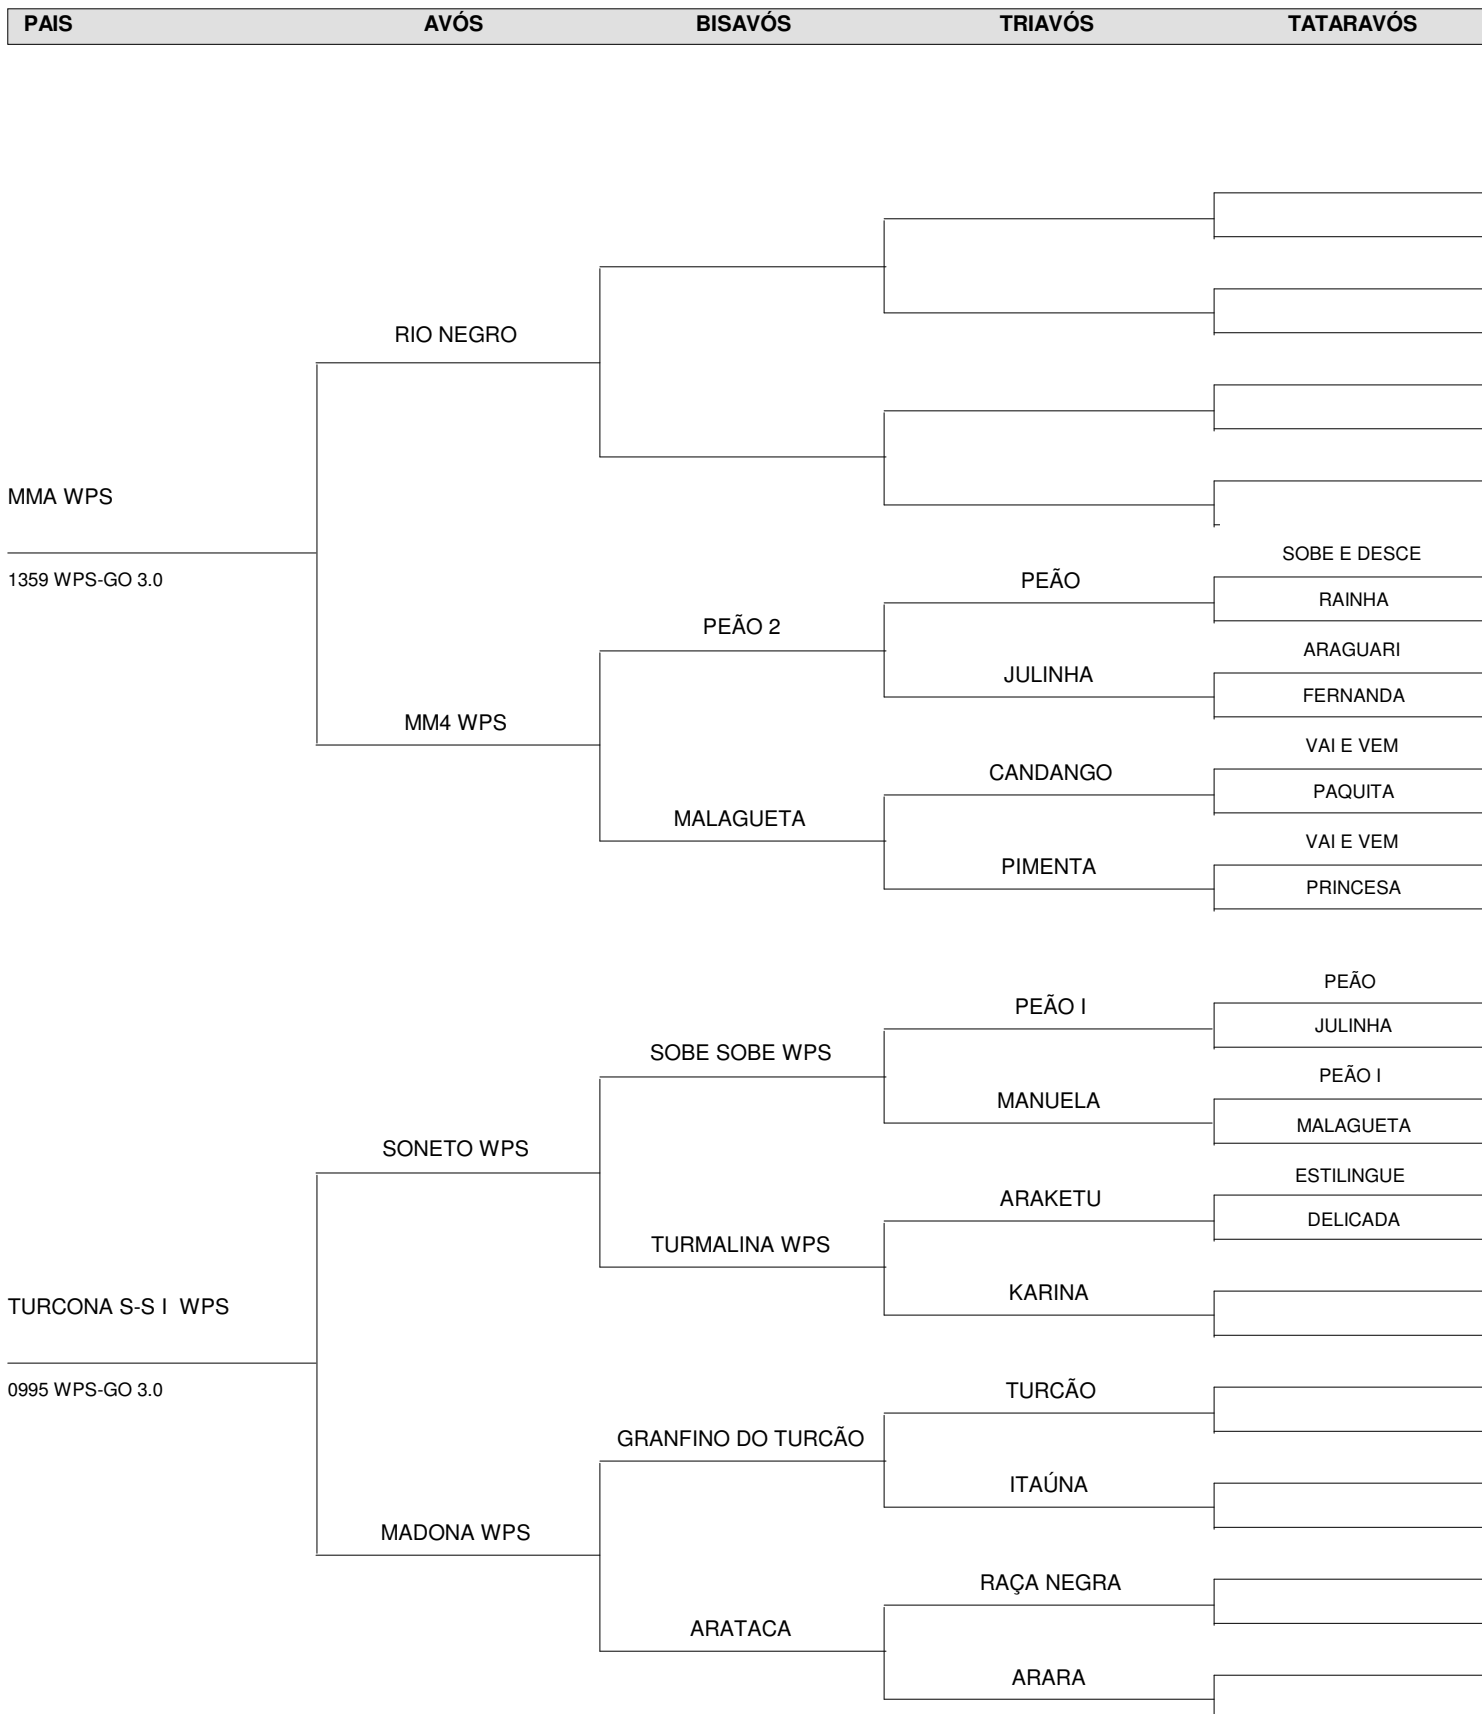 PAIS AVÓS BISAVÓS TRIAVÓS TATARAVÓS
RIO NEGRO
MMA WPS
1359 WPS-GO 3.0
SOBE E DESCE
PEÃO
RAINHA
PEÃO 2
ARAGUARI
JULINHA
FERNANDA
MM4 WPS
VAI E VEM
CANDANGO
PAQUITA
MALAGUETA
VAI E VEM
PIMENTA
PRINCESA
PEÃO
PEÃO I
JULINHA
SOBE SOBE WPS
PEÃO I
MANUELA
MALAGUETA
SONETO WPS
ESTILINGUE
ARAKETU
DELICADA
TURMALINA WPS
KARINA
TURCONA S-S I WPS
0995 WPS-GO 3.0
TURCÃO
GRANFINO DO TURCÃO
ITAÚNA
MADONA WPS
RAÇA NEGRA
ARATACA
ARARA